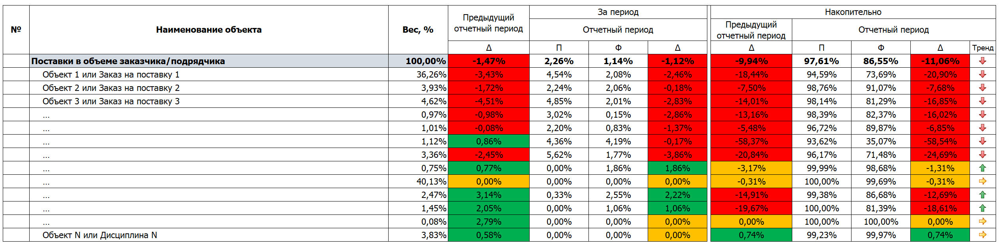 № Наименование объекта Вес, % Предыдущий отчетный период За период Накопительно
Отчетный период Предыдущий отчетный период Отчетный период
Δ П Ф Δ Δ П Ф Δ Тренд
Поставки в объеме заказчика/подрядчика 100,00% -1,47% 2,26% 1,14% -1,12% -9,94% 97,61% 86,55% -11,06%
Объект 1 или Заказ на поставку 1 36,26% -3,43% 4,54% 2,08% -2,46% -18,44% 94,59% 73,69% -20,90%
Объект 2 или Заказ на поставку 2 3,93% -1,72% 2,24% 2,06% -0,18% -7,50% 98,76% 91,07% -7,68%
Объект 3 или Заказ на поставку 3 4,62% -4,51% 4,85% 2,01% -2,83% -14,01% 98,14% 81,29% -16,85%
... 0,97% -0,98% 3,02% 0,15% -2,86% -13,16% 98,39% 82,37% -16,02%
... 1,01% -0,08% 2,20% 0,83% -1,37% -5,48% 96,72% 89,87% -6,85%
... 1,12% 0,86% 4,36% 4,19% -0,17% -58,37% 93,62% 35,07% -58,54%
... 3,36% -2,45% 5,62% 1,77% -3,86% -20,84% 96,17% 71,48% -24,69%
... 0,75% 0,77% 0,00% 1,86% 1,86% -3,17% 99,99% 98,68% -1,31%
... 40,13% 0,00% 0,00% 0,00% 0,00% -0,31% 100,00% 99,69% -0,31%
... 2,47% 3,14% 0,33% 2,55% 2,22% -14,91% 99,38% 86,68% -12,69%
... 1,45% 2,05% 0,00% 1,06% 1,06% -19,67% 100,00% 81,39% -18,61%
... 0,08% 2,79% 0,00% 0,00% 0,00% 0,00% 100,00% 100,00% 0,00%
Объект N или Дисциплина N 3,83% 0,58% 0,00% 0,00% 0,00% 0,74% 99,23% 99,97% 0,74%